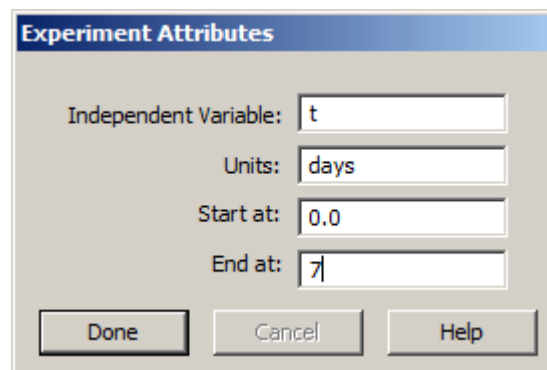 Experiment Attributes
Independent Variable: t
Units: days
Start at: 0.0
End at: 7
Done Cancel Help